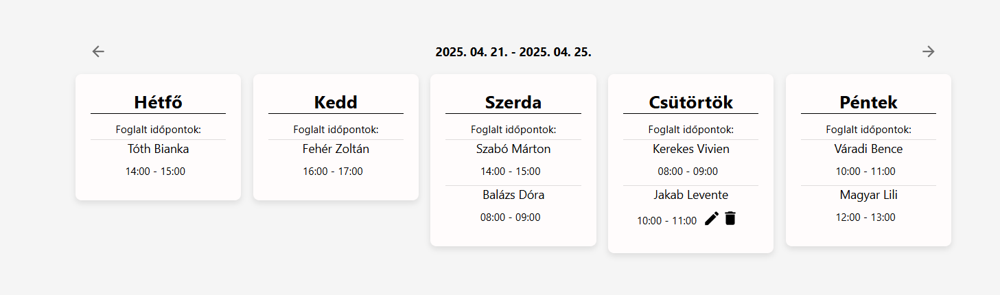 2025. 04. 21. - 2025. 04. 25.
Hétfő
Foglalt időpontok:
Tóth Bianka
14:00 - 15:00
Kedd
Foglalt időpontok:
Fehér Zoltán
16:00 - 17:00
Szerda
Foglalt időpontok:
Szabó Márton
14:00 - 15:00
Balázs Dóra
08:00 - 09:00
Csütörtök
Foglalt időpontok:
Kerekes Vivien
08:00 - 09:00
Jakab Levente
10:00 - 11:00
Péntek
Foglalt időpontok:
Váradi Bence
10:00 - 11:00
Magyar Lili
12:00 - 13:00